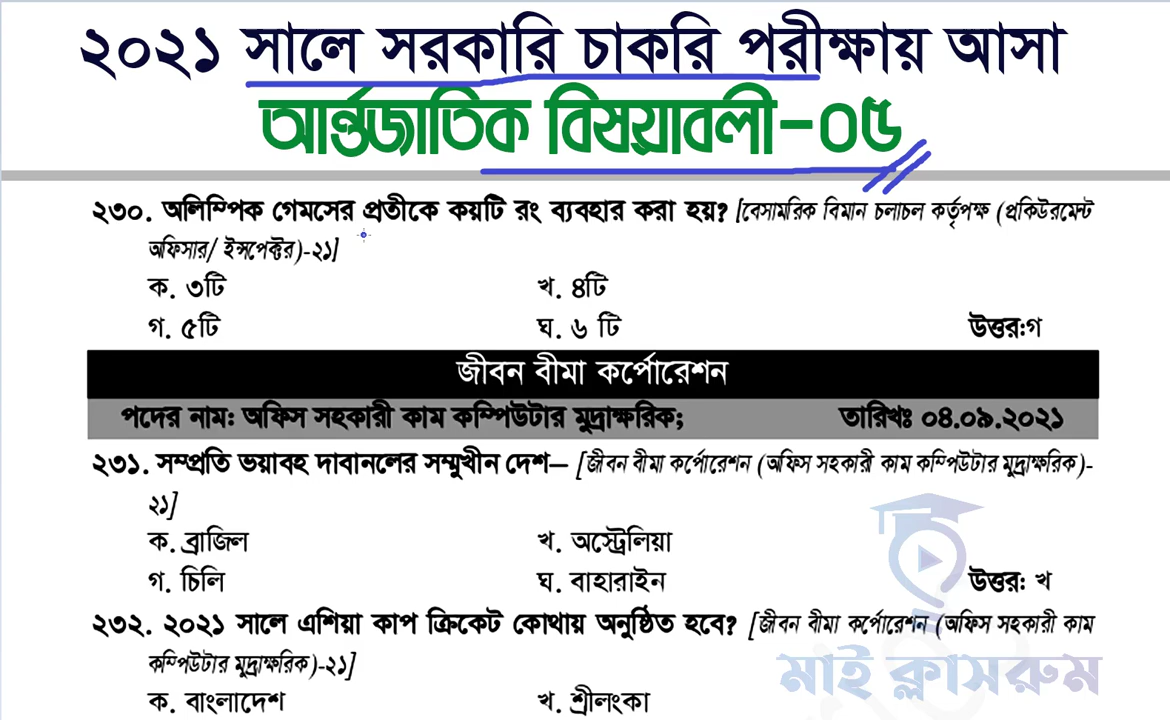 ২০২১ সালে সরকারি চাকরি পরীক্ষায় আসা
আর্ন্তজাতিক বিষয়াবলী-০৫
২৩০. অলিম্পিক গেমসের প্রতীকে কয়টি রং ব্যবহার করা হয়? [বেসামরিক বিমান চলাচল কর্তৃপক্ষ (প্রকিউরমেন্ট
অফিসার/ ইন্সপেক্টর)-২১]
ক. ৩টি খ. ৪টি
গ. ৫টি ঘ. ৬ টি উত্তর:গ
জীবন বীমা কর্পোরেশন
পদের নাম: অফিস সহকারী কাম কম্পিউটার মুদ্রাক্ষরিক; তারিখঃ ০৪.০৯.২০২১
২৩১. সম্প্রতি ভয়াবহ দাবানলের সম্মুখীন দেশ– [জীবন বীমা কর্পোরেশন (অফিস সহকারী কাম কম্পিউটার মুদ্রাক্ষরিক)-
২১]
ক. ব্রাজিল খ. অস্ট্রেলিয়া
গ. চিলি ঘ. বাহারাইন উত্তর: খ
২৩২. ২০২১ সালে এশিয়া কাপ ক্রিকেট কোথায় অনুষ্ঠিত হবে? [জীবন বীমা কর্পোরেশন (অফিস সহকারী কাম
কম্পিউটার মুদ্রাক্ষরিক)-২১]
মাই ক্লাসরুম
ক. বাংলাদেশ খ. শ্রীলংকা